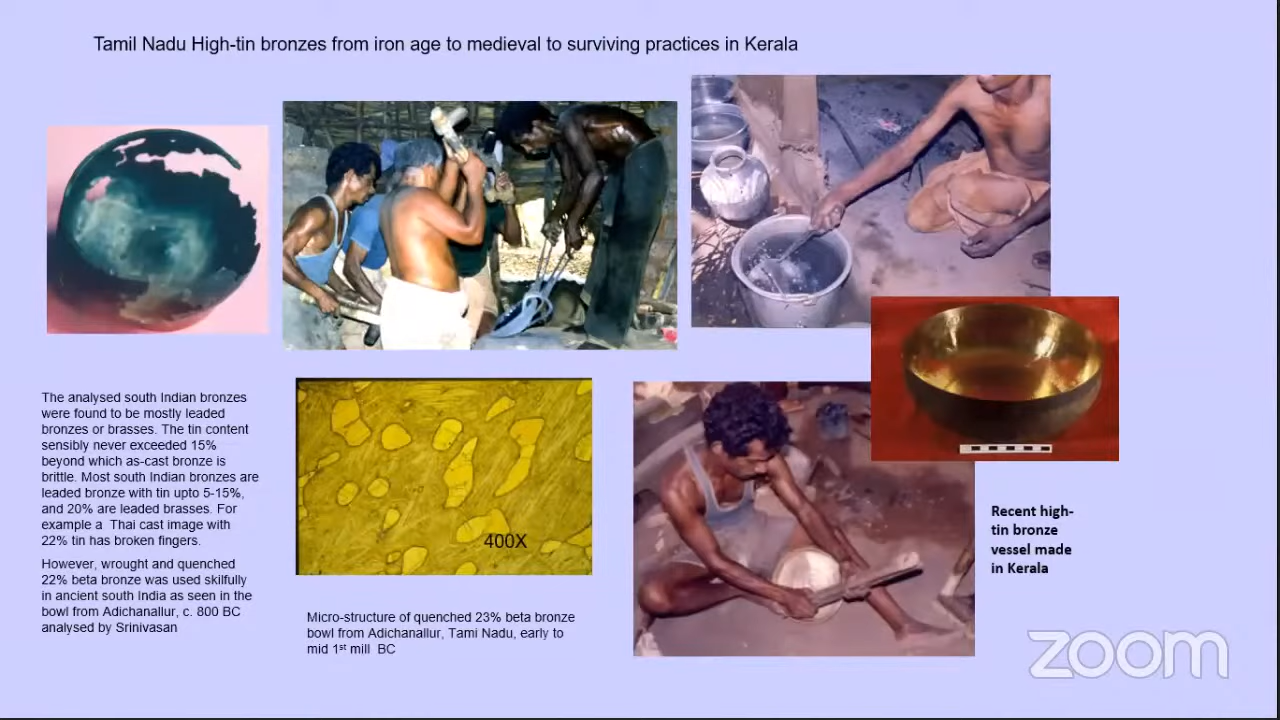 Tamil Nadu High-tin bronzes from iron age to medieval to surviving practices in Kerala
The analysed south Indian bronzes
were found to be mostly leaded
bronzes or brasses. The tin content
sensibly never exceeded 15%
beyond which as-cast bronze is
brittle. Most south Indian bronzes are
leaded bronze with tin upto 5-15%,
and 20% are leaded brasses. For
example a Thai cast image with
22% tin has broken fingers.
However, wrought and quenched
22% beta bronze was used skilfully
in ancient south India as seen in the
bowl from Adichanallur, c. 800 BC
analysed by Srinivasan
400X
Micro-structure of quenched 23% beta bronze
bowl from Adichanallur, Tami Nadu, early to
mid 1st mill BC
Recent high-
tin bronze
vessel made
in Kerala
zoom